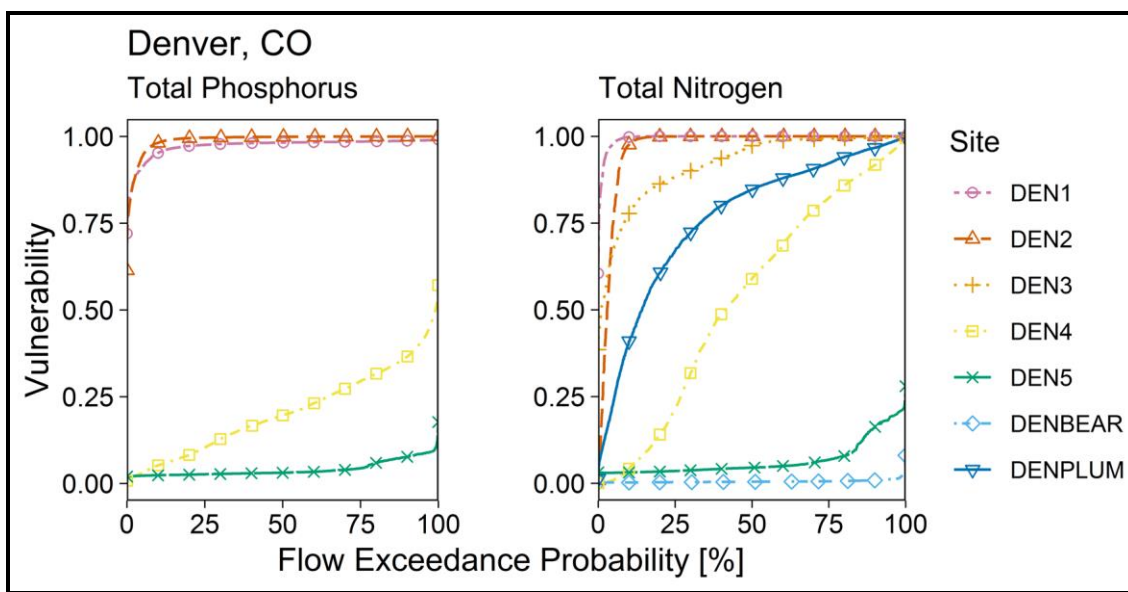 Denver, CO
Total Phosphorus
Total Nitrogen
Vulnerability
1.00
0.75
0.50
0.25
0.00
0
25
50
75
100
1.00
0.75
0.50
0.25
0.00
0
25
50
75
100
Flow Exceedance Probability [%]
Site
DEN1
DEN2
DEN3
DEN4
DEN5
DENBEAR
DENPLUM